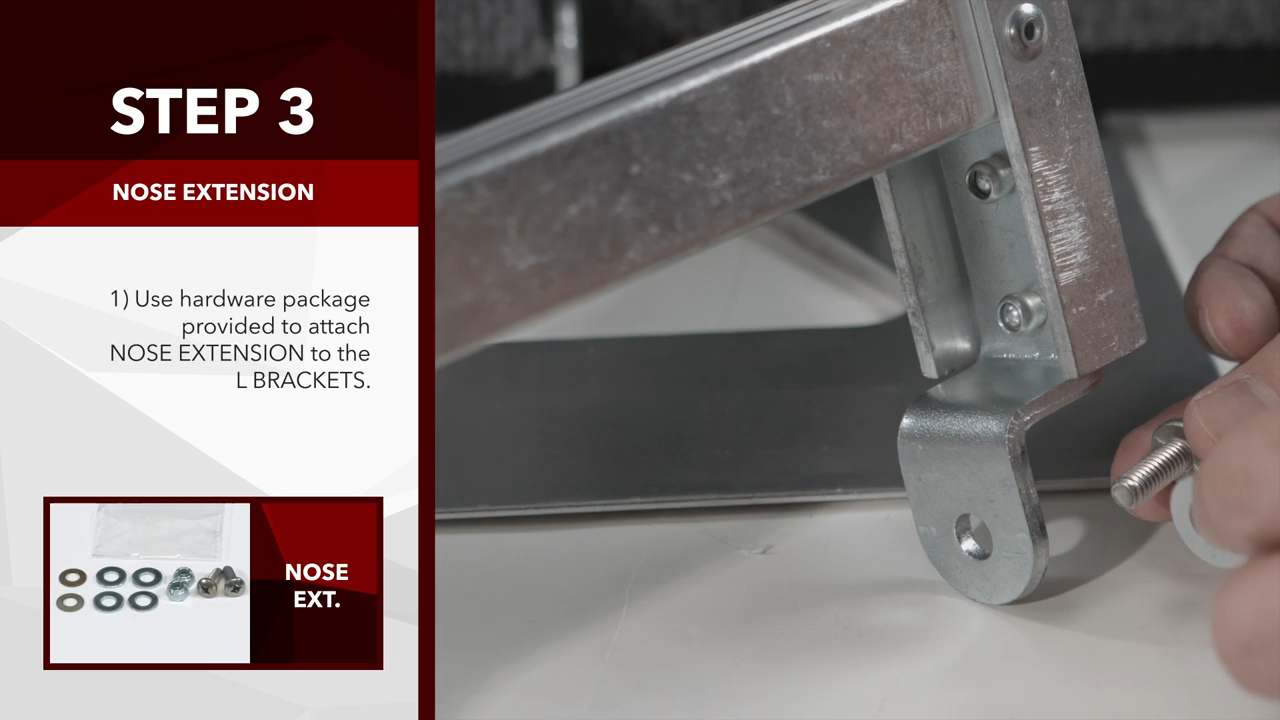 STEP 3
NOSE EXTENSION
1) Use hardware package
provided to attach
NOSE EXTENSION to the
L BRACKETS.
NOSE
EXT.